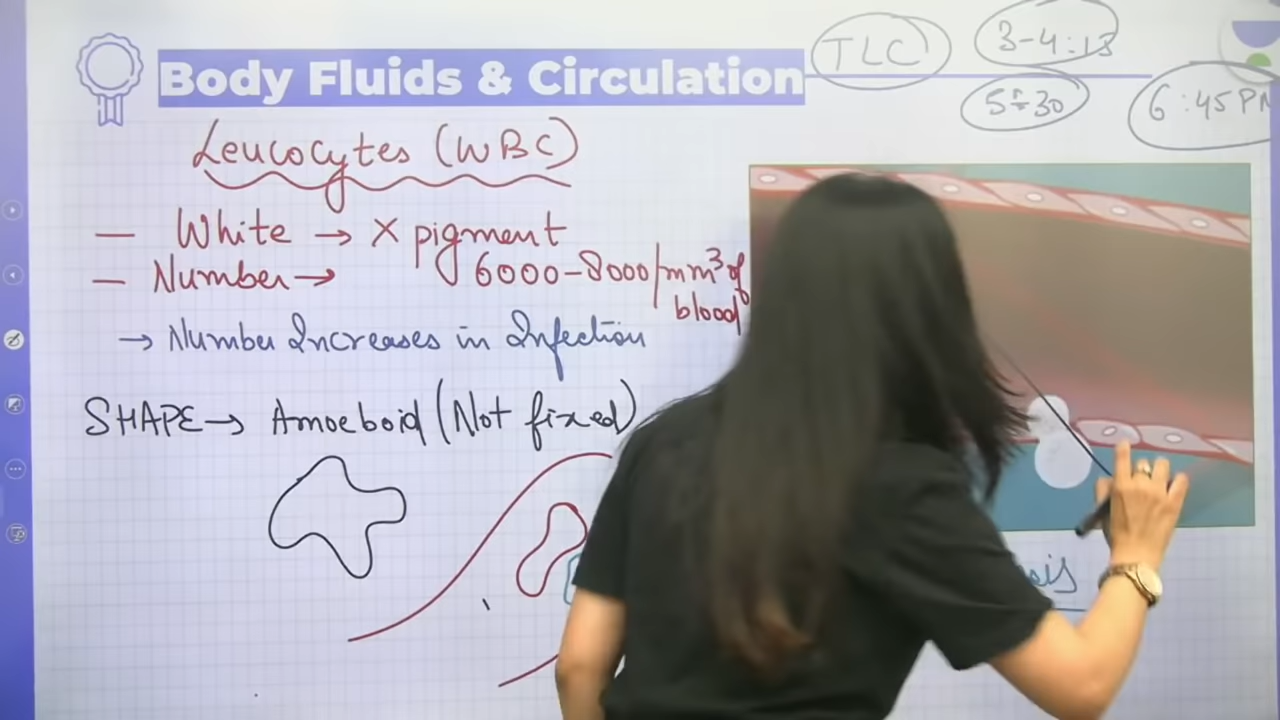 Body Fluids & Circulation
TLC
3-4:13
5:30
6:45 PM
Leucocytes (WBC)
— White → X pigment
— Number → 6000-8000/mm³ of
blood
→ Number Increases in Infection
SHAPE → Amoeboid (Not fixed)